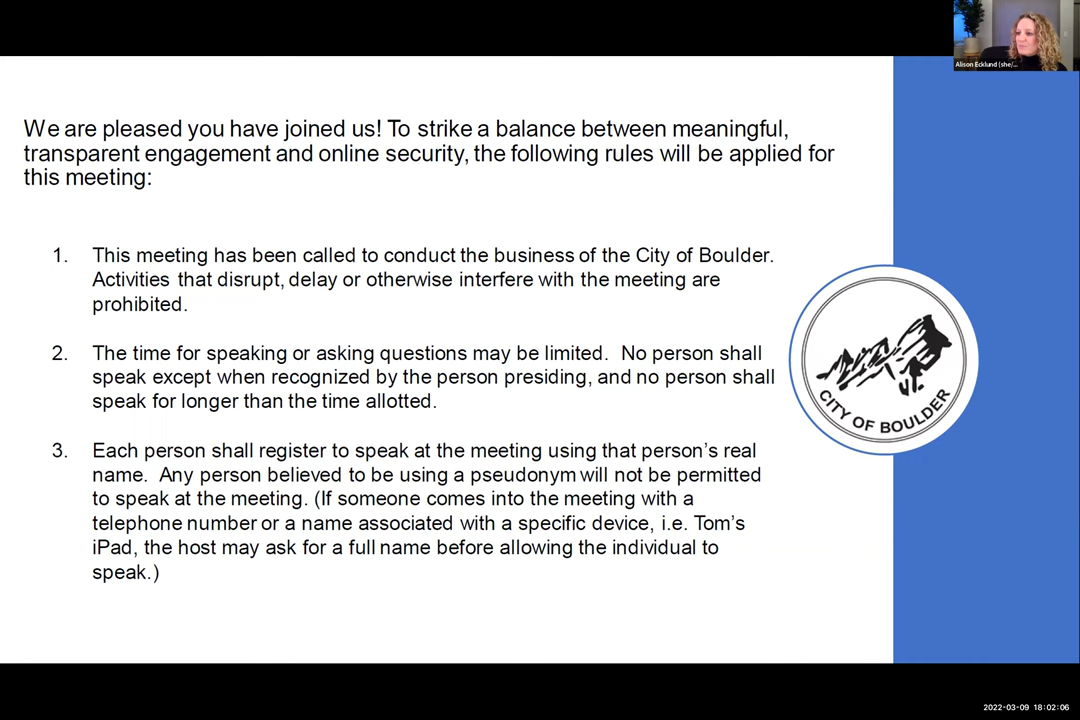 Alison Ecklund (she/...
We are pleased you have joined us! To strike a balance between meaningful,
transparent engagement and online security, the following rules will be applied for
this meeting:
1. This meeting has been called to conduct the business of the City of Boulder.
Activities that disrupt, delay or otherwise interfere with the meeting are
prohibited.
2. The time for speaking or asking questions may be limited.  No person shall
speak except when recognized by the person presiding, and no person shall
speak for longer than the time allotted.
3. Each person shall register to speak at the meeting using that person’s real
name.  Any person believed to be using a pseudonym will not be permitted
to speak at the meeting. (If someone comes into the meeting with a
telephone number or a name associated with a specific device, i.e. Tom’s
iPad, the host may ask for a full name before allowing the individual to
speak.)
CITY OF BOULDER
2022-03-09 18:02:06